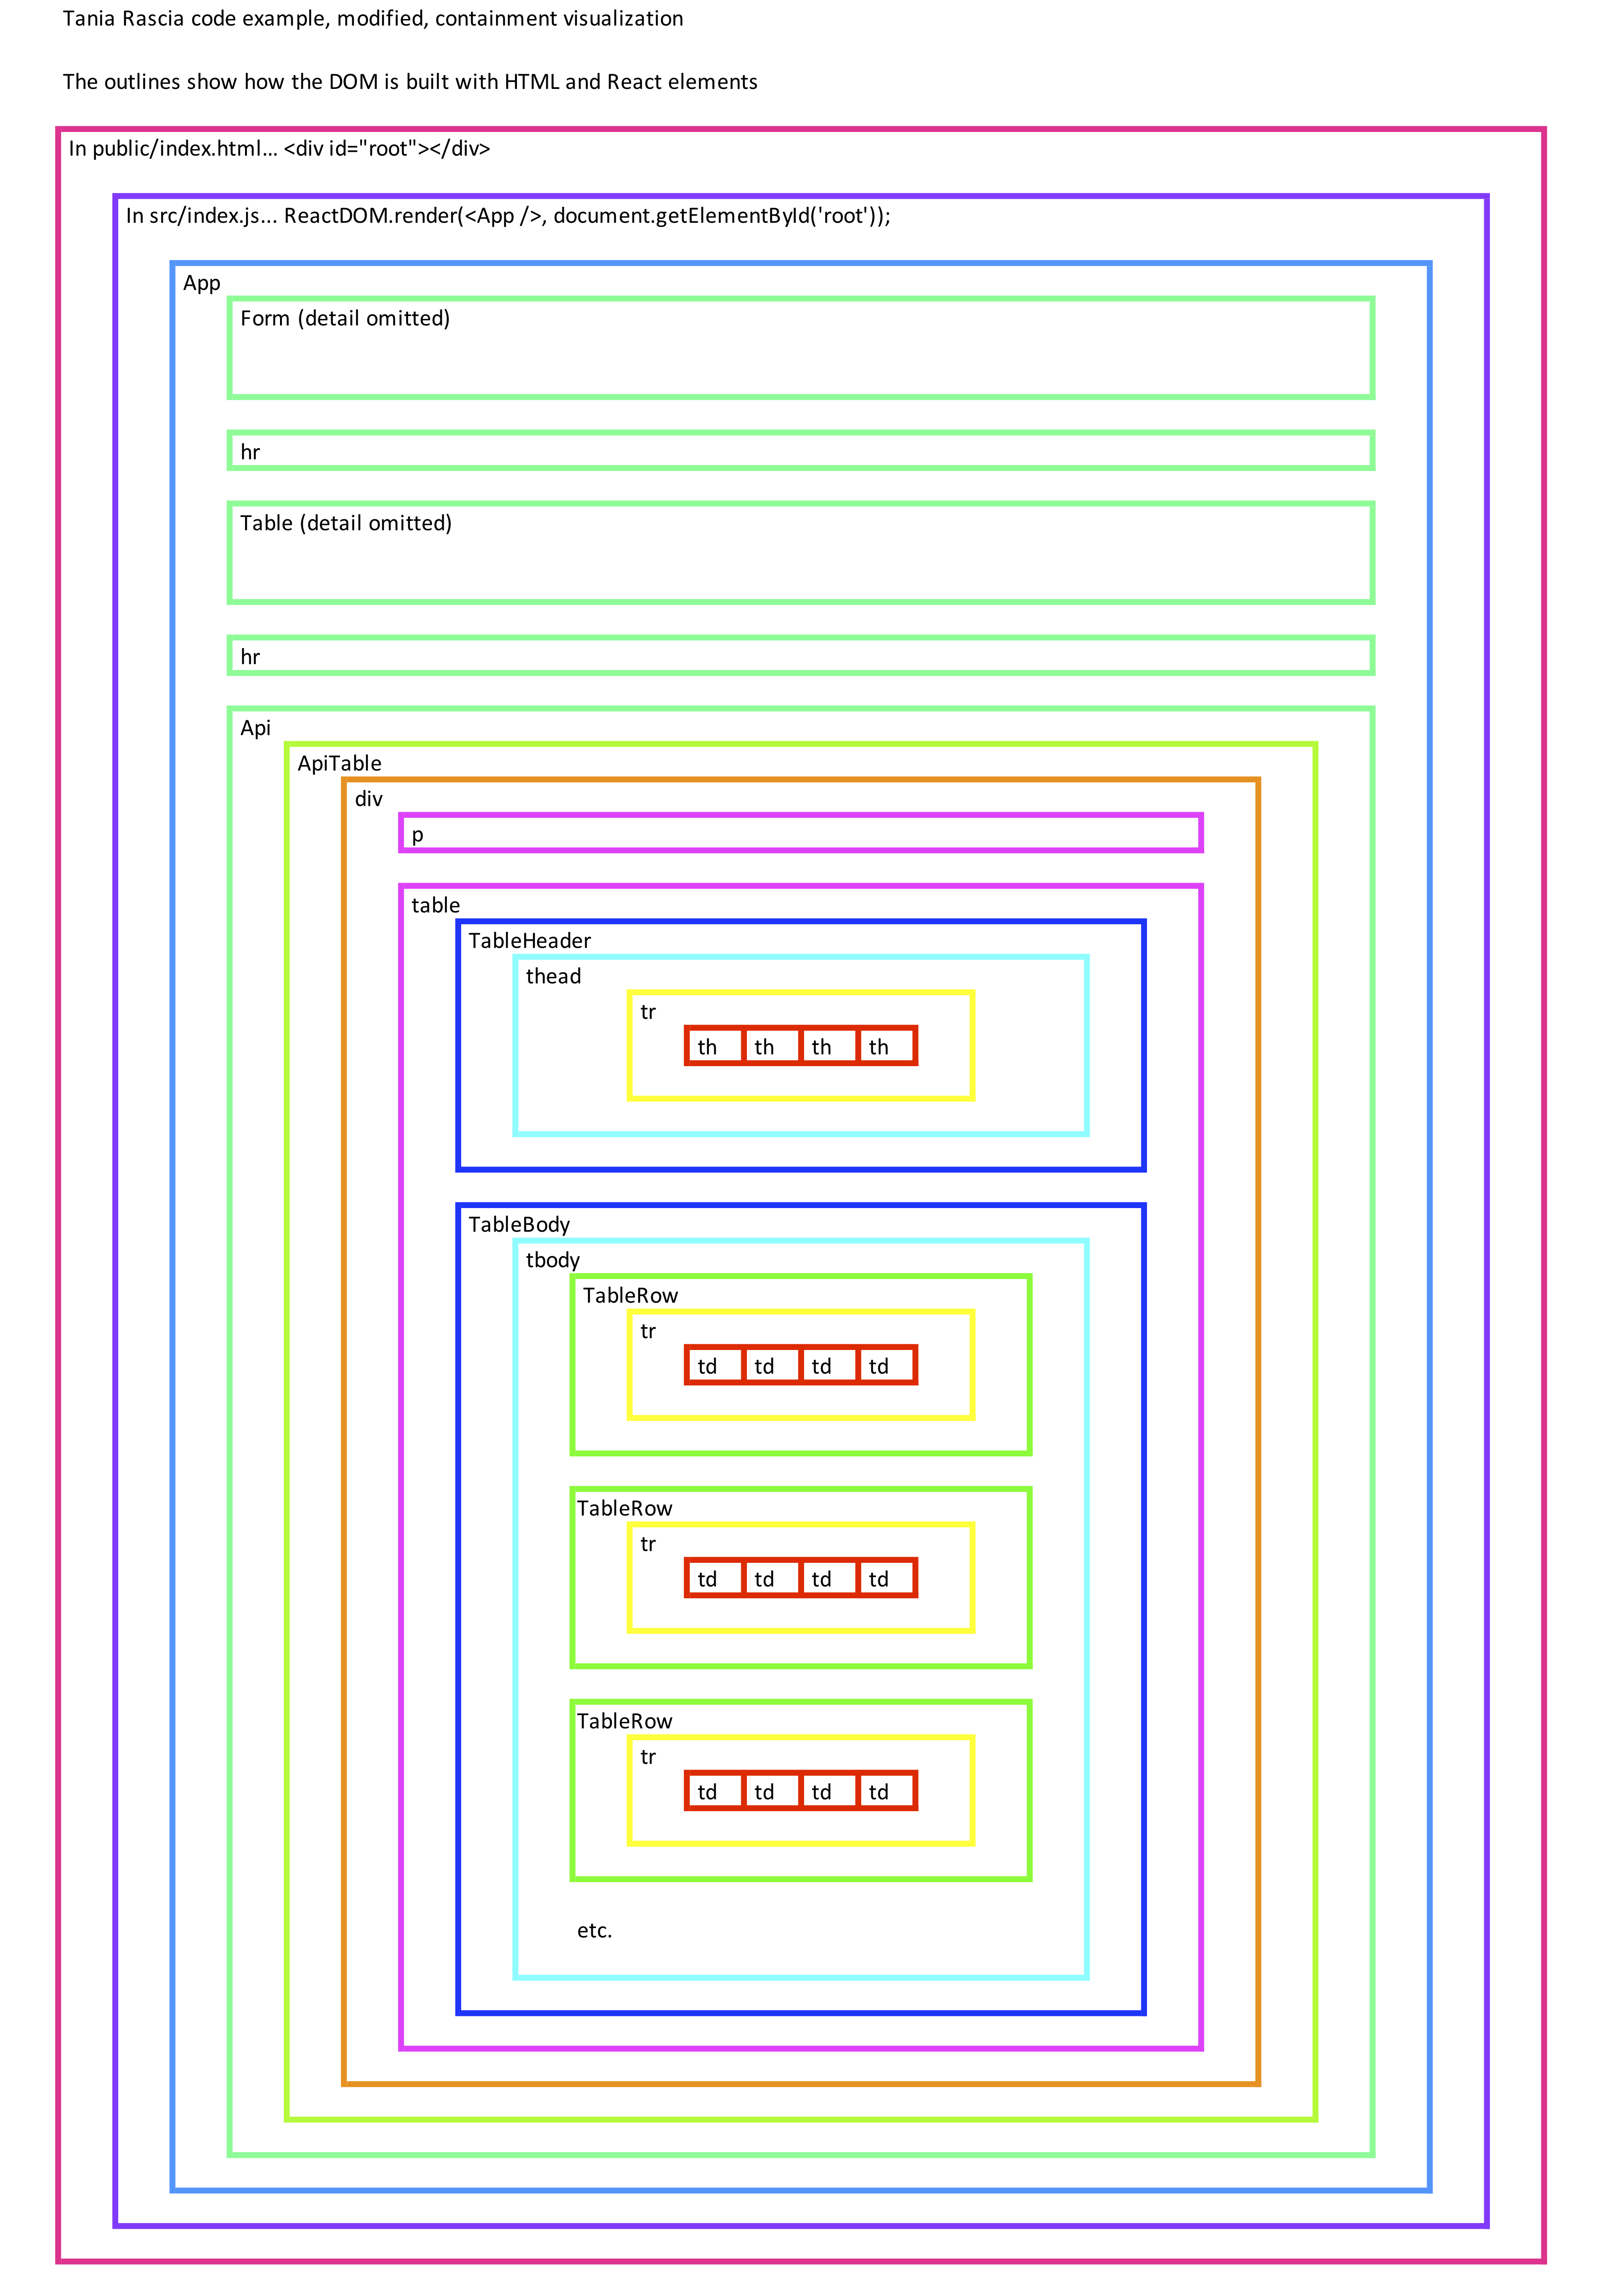 Tania Rascia code example, modified, containment visualization
The outlines show how the DOM is built with HTML and React elements
In public/index.html... <div id="root"></div>
In src/index.js... ReactDOM.render(<App />, document.getElementById('root'));
App
Form (detail omitted)
hr
Table (detail omitted)
hr
Api
ApiTable
div
p
table
TableHeader
thead
tr
th th th th
TableBody
tbody
TableRow
tr
td td td td
TableRow
tr
td td td td
TableRow
tr
td td td td
etc.